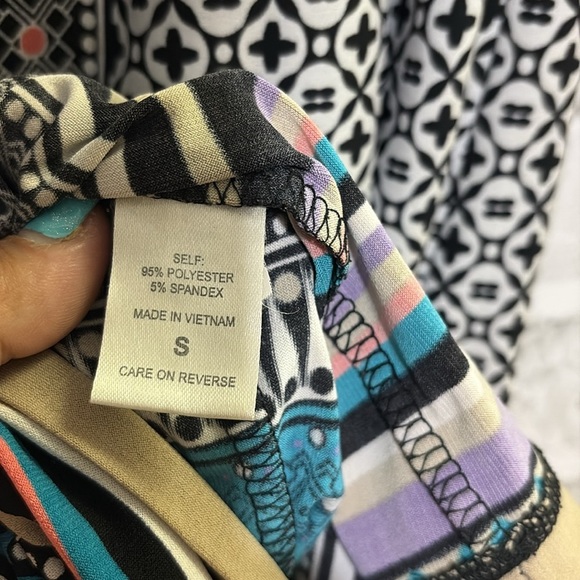 SELF:
95% POLYESTER
5% SPANDEX
MADE IN VIETNAM
S
CARE ON REVERSE